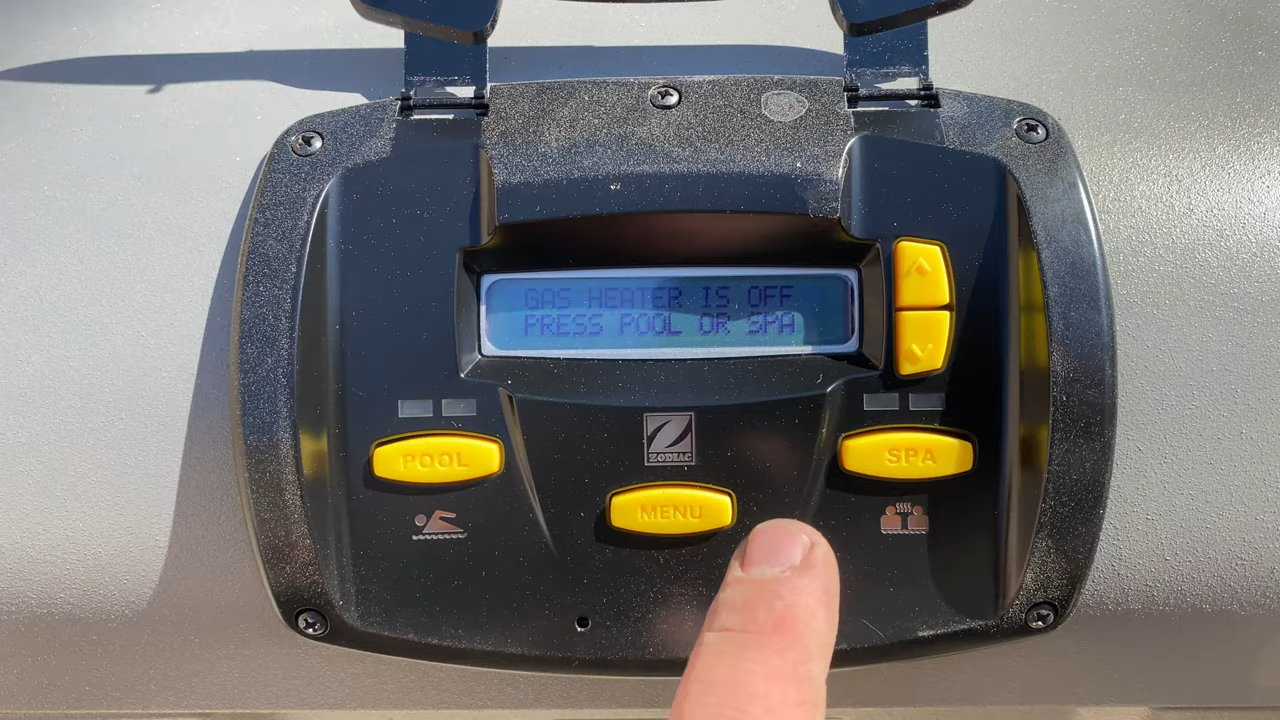 GAS HEATER IS OFF
PRESS POOL OR SPA
POOL
ZODIAC
SPA
MENU